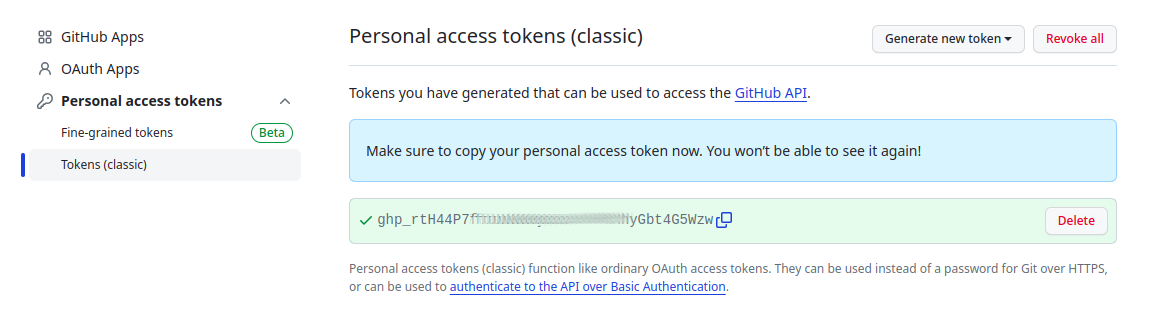 GitHub Apps
OAuth Apps
Personal access tokens
Fine-grained tokens Beta
Tokens (classic)
Personal access tokens (classic)
Generate new token
Revoke all
Tokens you have generated that can be used to access the GitHub API.
Make sure to copy your personal access token now. You won’t be able to see it again!
Delete
Personal access tokens (classic) function like ordinary OAuth access tokens. They can be used instead of a password for Git over HTTPS,
or can be used to authenticate to the API over Basic Authentication.